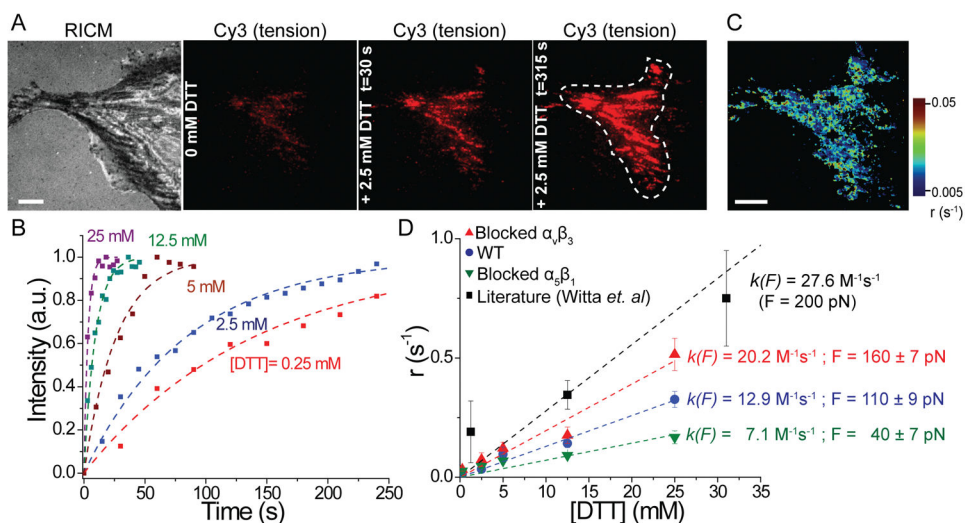 A
RICM
Cy3 (tension)
Cy3 (tension)
Cy3 (tension)
0 mM DTT
+ 2.5 mM DTT t=30 s
+ 2.5 mM DTT t=315 s
C
0.05
0.005
r (s⁻¹)
B
25 mM
12.5 mM
5 mM
2.5 mM
[DTT]= 0.25 mM
Intensity (a.u.)
1.0
0.8
0.6
0.4
0.2
0.0
0 50 100 150 200 250
Time (s)
D
Blocked αᵥβ₃
WT
Blocked α₅β₁
Literature (Witta et. al)
k(F) = 27.6 M⁻¹s⁻¹
(F = 200 pN)
k(F) = 20.2 M⁻¹s⁻¹ ; F = 160 ± 7 pN
k(F) = 12.9 M⁻¹s⁻¹ ; F = 110 ± 9 pN
k(F) = 7.1 M⁻¹s⁻¹ ; F = 40 ± 7 pN
r (s⁻¹)
1.0
0.5
0.0
0 5 10 15 20 25 30 35
[DTT] (mM)